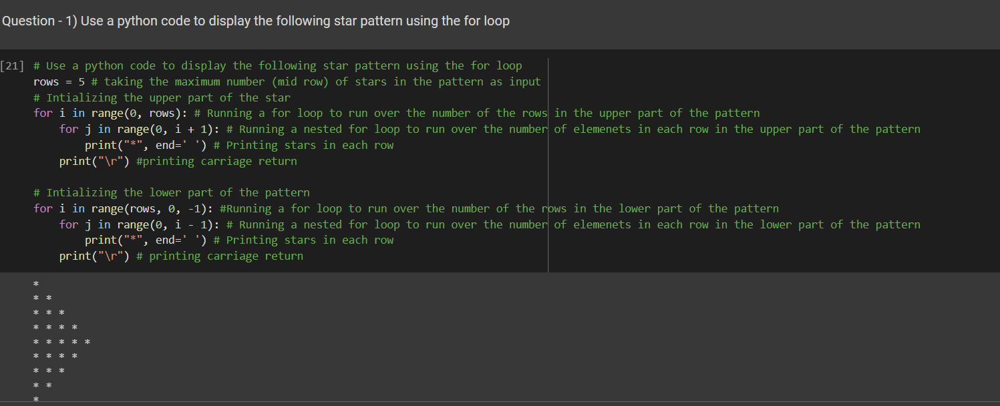 Question - 1) Use a python code to display the following star pattern using the for loop
[21] # Use a python code to display the following star pattern using the for loop
rows = 5 # taking the maximum number (mid row) of stars in the pattern as input
# Intializing the upper part of the star
for i in range(0, rows): # Running a for loop to run over the number of the rows in the upper part of the pattern
    for j in range(0, i + 1): # Running a nested for loop to run over the number of elemenets in each row in the upper part of the pattern
        print("*", end=' ') # Printing stars in each row
    print("\r") #printing carriage return
# Intializing the lower part of the pattern
for i in range(rows, 0, -1): #Running a for loop to run over the number of the rows in the lower part of the pattern
    for j in range(0, i - 1): # Running a nested for loop to run over the number of elemenets in each row in the lower part of the pattern
        print("*", end=' ') # Printing stars in each row
    print("\r") # printing carriage return
*
* *
* * *
* * * *
* * * * *
* * * *
* * *
* *
*